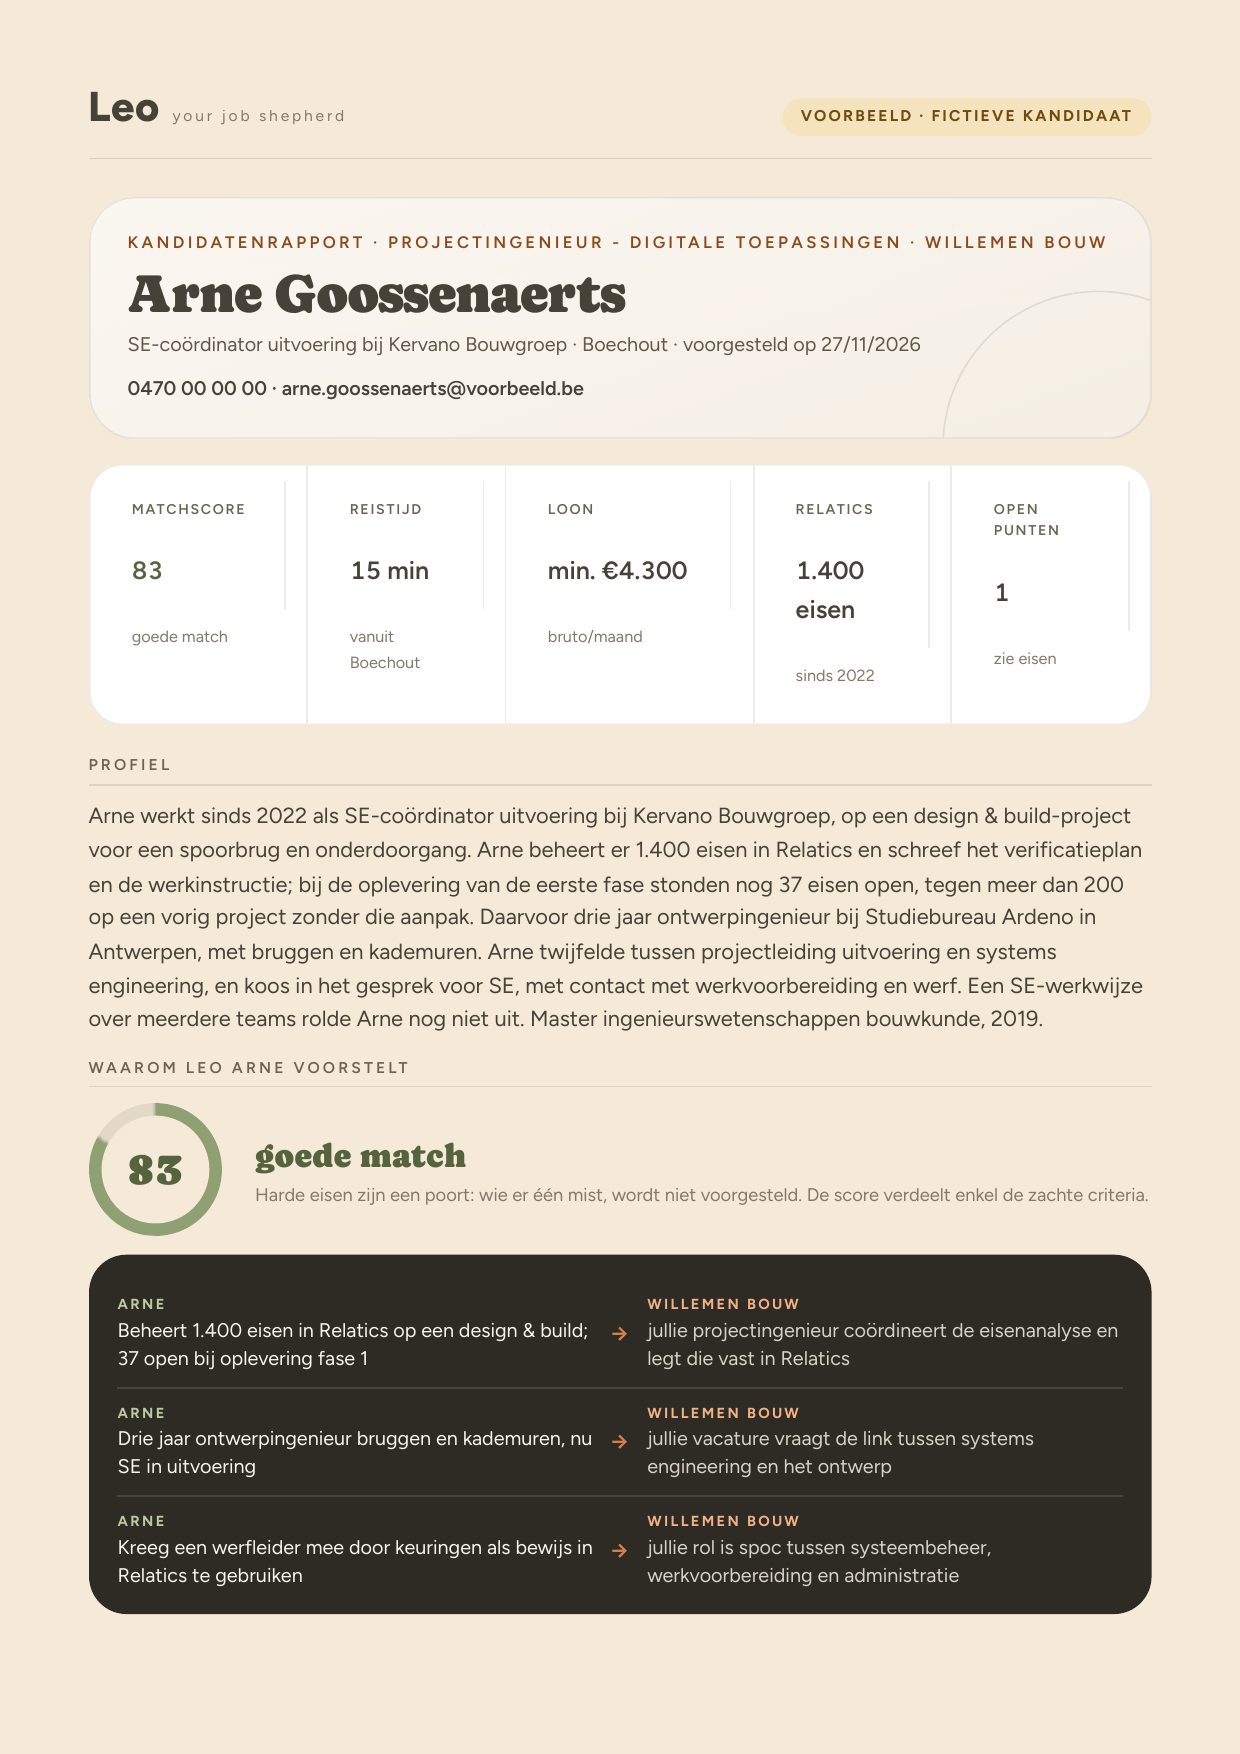 Leo your job shepherd
VOORBEELD · FICTIEVE KANDIDAAT
KANDIDATENRAPPORT · PROJECTINGENIEUR - DIGITALE TOEPASSINGEN · WILLEMEN BOUW
Arne Goossenaerts
SE-coördinator uitvoering bij Kervano Bouwgroep · Boechout · voorgesteld op 27/11/2026
0470 00 00 00 · arne.goossenaerts@voorbeeld.be
MATCHSCORE
83
goede match
REISTIJD
15 min
vanuit
Boechout
LOON
min. €4.300
bruto/maand
RELATICS
1.400
eisen
sinds 2022
OPEN
PUNTEN
1
zie eisen
PROFIEL
Arne werkt sinds 2022 als SE-coördinator uitvoering bij Kervano Bouwgroep, op een design & build-project
voor een spoorbrug en onderdoorgang. Arne beheert er 1.400 eisen in Relatics en schreef het verificatieplan
en de werkinstructie; bij de oplevering van de eerste fase stonden nog 37 eisen open, tegen meer dan 200
op een vorig project zonder die aanpak. Daarvoor drie jaar ontwerpingenieur bij Studiebureau Ardeno in
Antwerpen, met bruggen en kademuren. Arne twijfelde tussen projectleiding uitvoering en systems
engineering, en koos in het gesprek voor SE, met contact met werkvoorbereiding en werf. Een SE-werkwijze
over meerdere teams rolde Arne nog niet uit. Master ingenieurswetenschappen bouwkunde, 2019.
WAAROM LEO ARNE VOORSTELT
83
goede match
Harde eisen zijn een poort: wie er één mist, wordt niet voorgesteld. De score verdeelt enkel de zachte criteria.
ARNE
Beheert 1.400 eisen in Relatics op een design & build;
37 open bij oplevering fase 1
→
WILLEMEN BOUW
jullie projectingenieur coördineert de eisenanalyse en
legt die vast in Relatics
ARNE
Drie jaar ontwerpingenieur bruggen en kademuren, nu
SE in uitvoering
→
WILLEMEN BOUW
jullie vacature vraagt de link tussen systems
engineering en het ontwerp
ARNE
Kreeg een werfleider mee door keuringen als bewijs in
Relatics te gebruiken
→
WILLEMEN BOUW
jullie rol is spoc tussen systeembeheer,
werkvoorbereiding en administratie